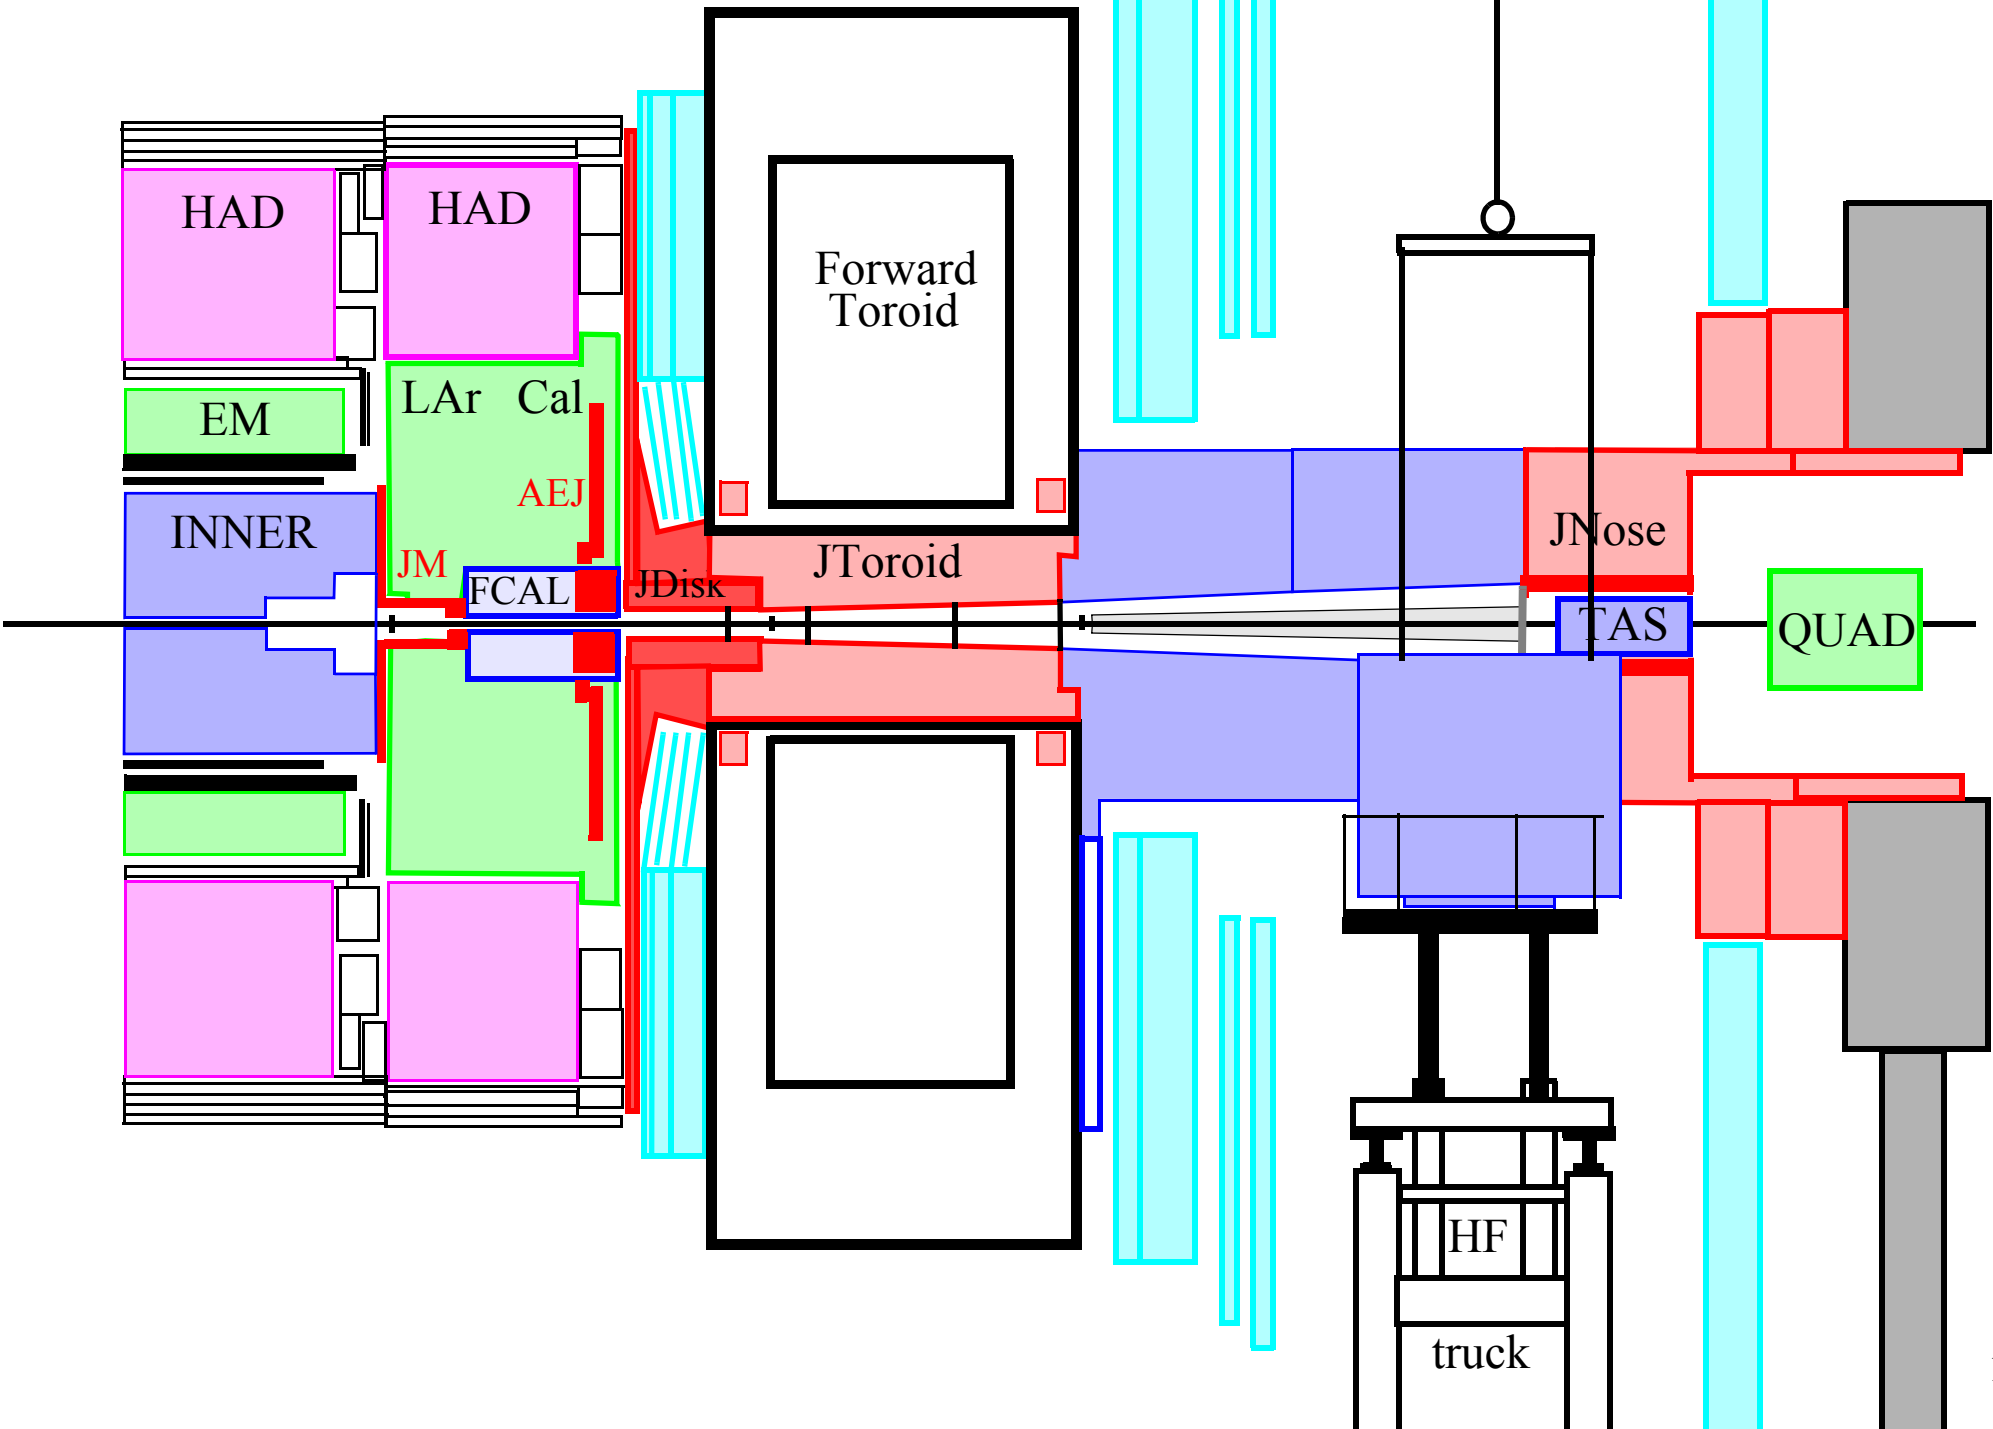 HAD
HAD
Forward
Toroid
LAr Cal
EM
AEJ
INNER
JNose
JM
JToroid
FCAL
JDisk
TAS
QUAD
HF
truck